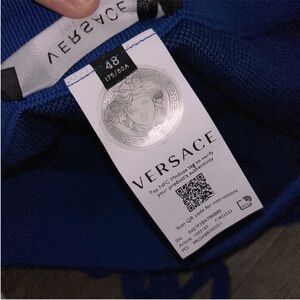 VERSACE
48
175/80A
VERSACE
Tap NFC Medusa tag to verify
your product's authenticity
Scan QR code for instructions